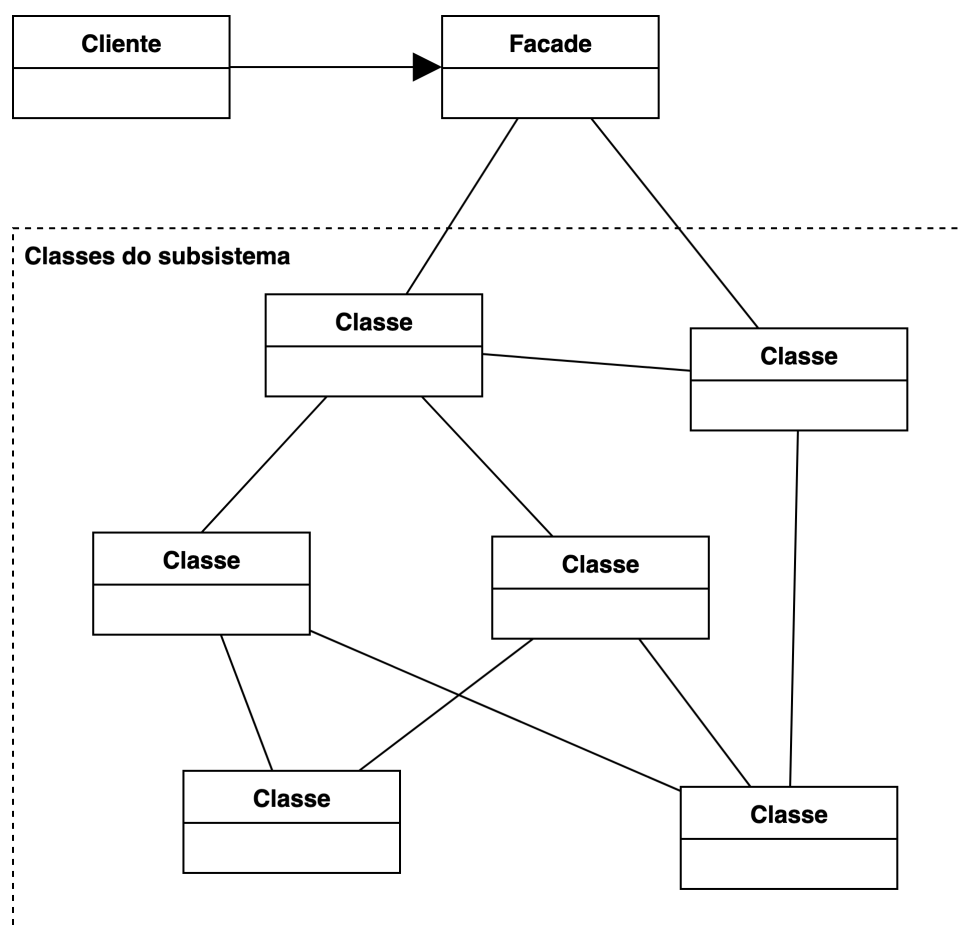 Cliente
Facade
Classes do subsistema
Classe
Classe
Classe
Classe
Classe
Classe